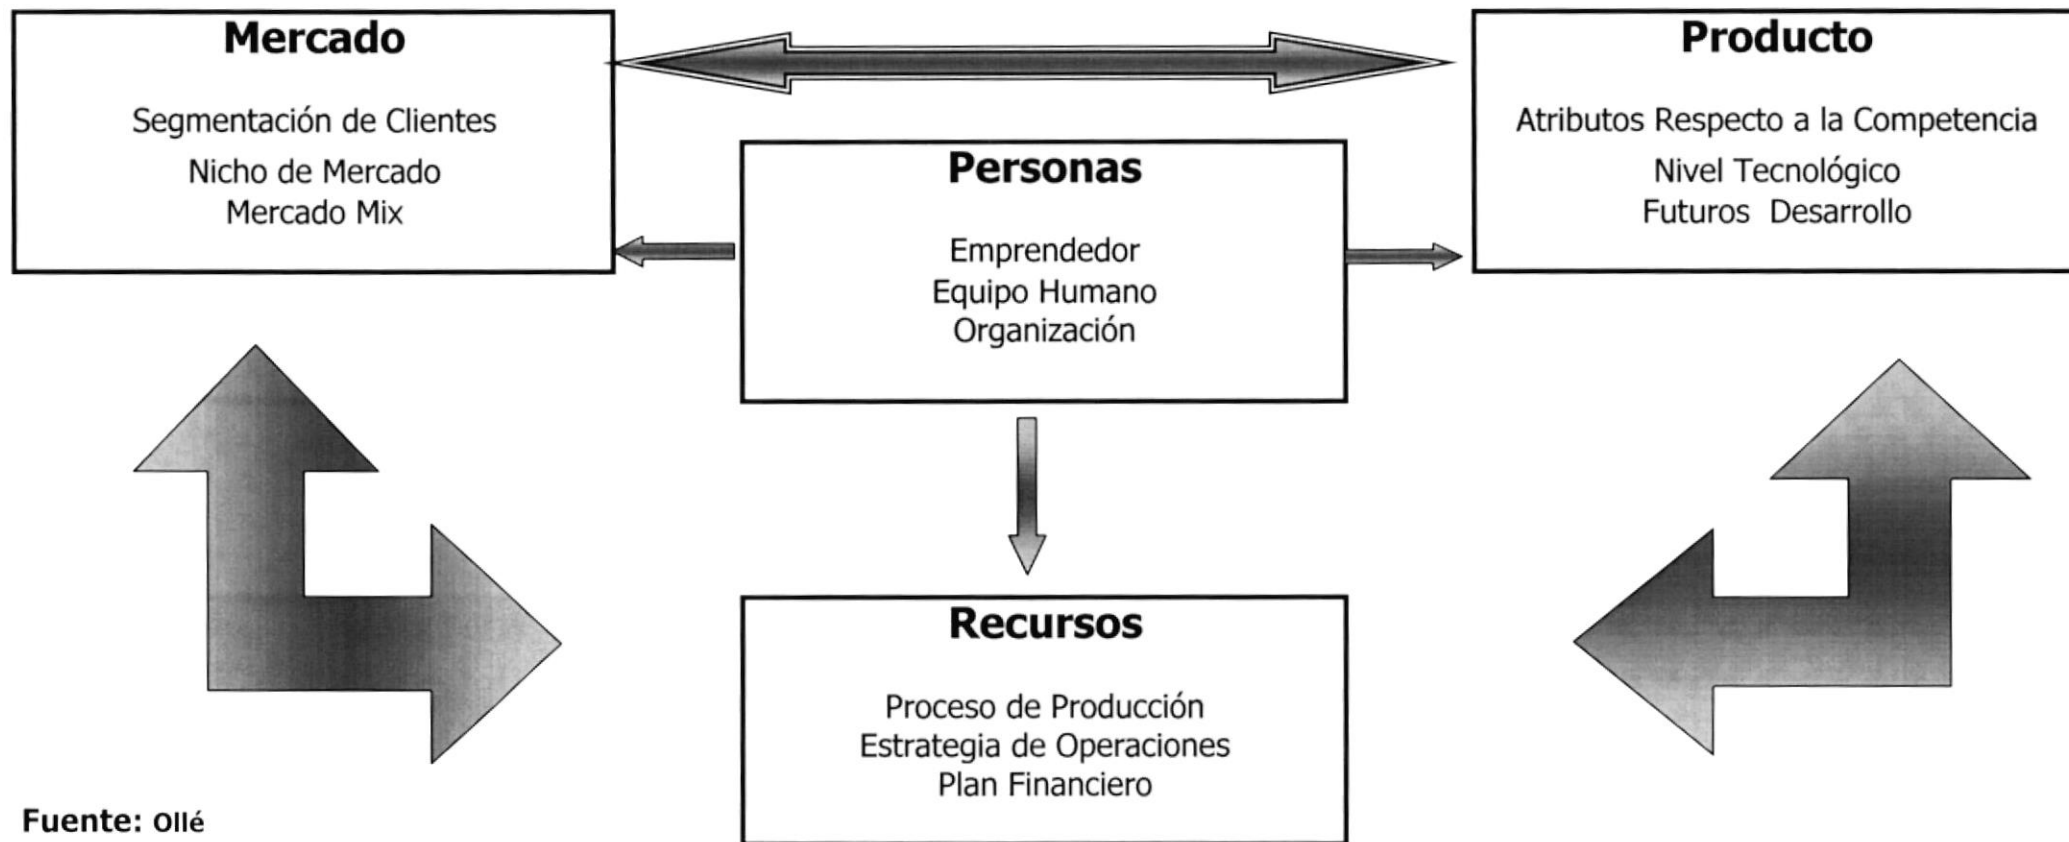 Mercado
Segmentación de Clientes
Nicho de Mercado
Mercado Mix
Producto
Atributos Respecto a la Competencia
Nivel Tecnológico
Futuros Desarrollo
Personas
Emprendedor
Equipo Humano
Organización
Recursos
Proceso de Producción
Estrategia de Operaciones
Plan Financiero
Fuente: Ollé